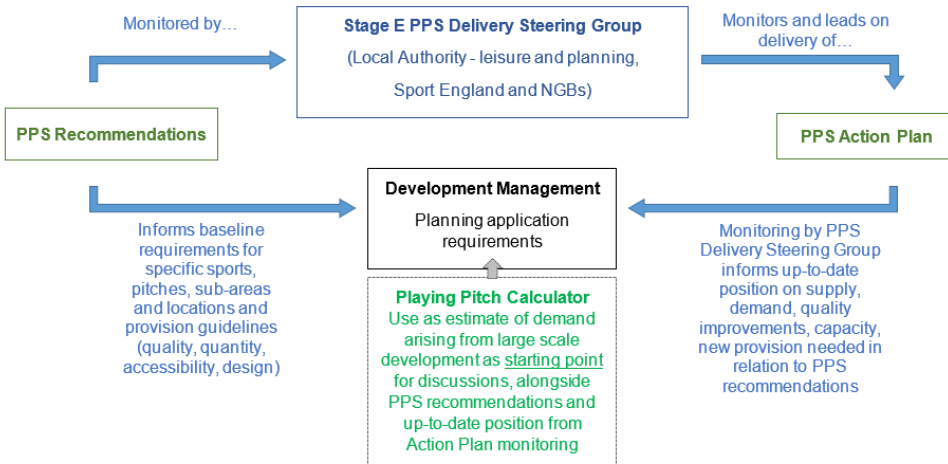 Monitored by…
Stage E PPS Delivery Steering Group
(Local Authority - leisure and planning,
Sport England and NGBs)
Monitors and leads on
delivery of…
PPS Recommendations
PPS Action Plan
Development Management
Planning application
requirements
Informs baseline
requirements for
specific sports,
pitches, sub-areas
and locations and
provision guidelines
(quality, quantity,
accessibility, design)
Monitoring by PPS
Delivery Steering Group
informs up-to-date
position on supply,
demand, quality
improvements, capacity,
new provision needed in
relation to PPS
recommendations
Playing Pitch Calculator
Use as estimate of demand
arising from large scale
development as starting point
for discussions, alongside
PPS recommendations and
up-to-date position from
Action Plan monitoring